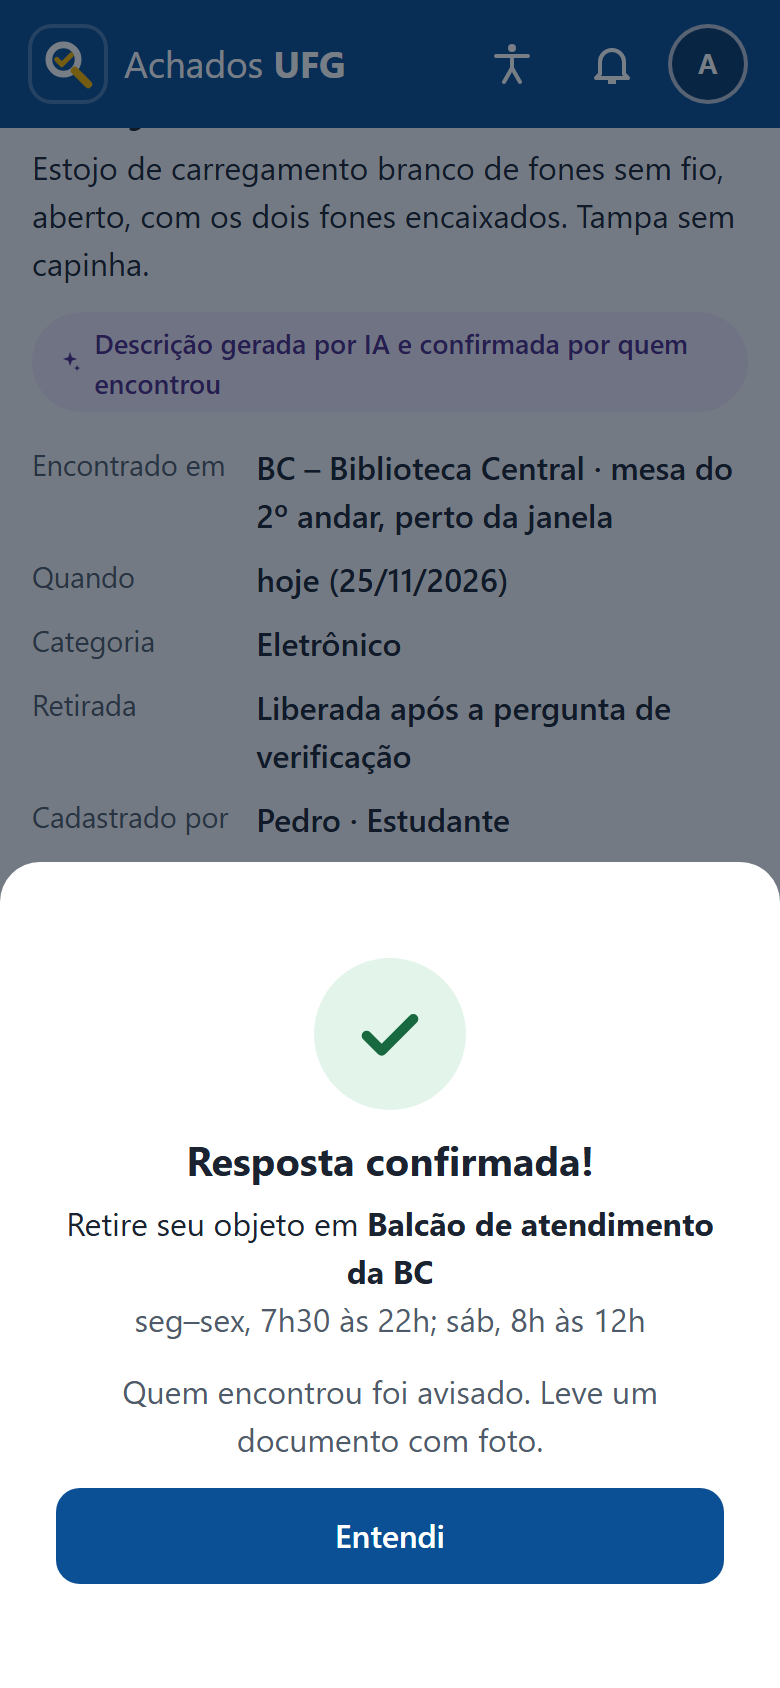 Achados UFG
A
Estojo de carregamento branco de fones sem fio,
aberto, com os dois fones encaixados. Tampa sem
capinha.
Descrição gerada por IA e confirmada por quem
encontrou
Encontrado em BC – Biblioteca Central · mesa do
2º andar, perto da janela
Quando hoje (25/11/2026)
Categoria Eletrônico
Retirada Liberada após a pergunta de
verificação
Cadastrado por Pedro · Estudante
Resposta confirmada!
Retire seu objeto em Balcão de atendimento
da BC
seg–sex, 7h30 às 22h; sáb, 8h às 12h
Quem encontrou foi avisado. Leve um
documento com foto.
Entendi